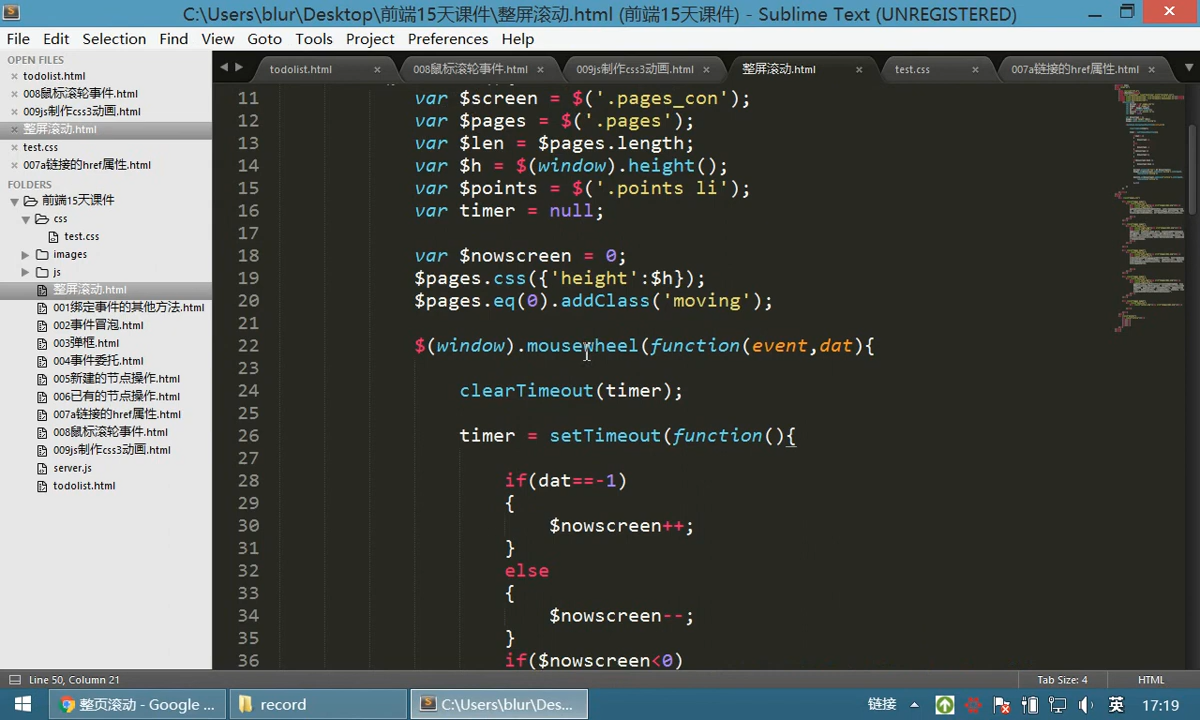 C:\Users\blur\Desktop\前端15天课件\整屏滚动.html (前端15天课件) - Sublime Text (UNREGISTERED)
File Edit Selection Find View Goto Tools Project Preferences Help
OPEN FILES
todolist.html
008鼠标滚轮事件.html
009js制作css3动画.html
整屏滚动.html
test.css
007a链接的href属性.html
FOLDERS
前端15天课件
css
test.css
images
js
整屏滚动.html
001绑定事件的其他方法.html
002事件冒泡.html
003弹框.html
004事件委托.html
005新建的节点操作.html
006已有的节点操作.html
007a链接的href属性.html
008鼠标滚轮事件.html
009js制作css3动画.html
server.js
todolist.html
todolist.html 008鼠标滚轮事件.html 009js制作css3动画.html 整屏滚动.html test.css 007a链接的href属性.html
11 var $screen = $('.pages_con');
12 var $pages = $('.pages');
13 var $len = $pages.length;
14 var $h = $(window).height();
15 var $points = $('.points li');
16 var timer = null;
17
18 var $nowscreen = 0;
19 $pages.css({'height':$h});
20 $pages.eq(0).addClass('moving');
21
22 $(window).mousewheel(function(event,dat){
23
24 clearTimeout(timer);
25
26 timer = setTimeout(function(){
27
28 if(dat==-1)
29 {
30 $nowscreen++;
31 }
32 else
33 {
34 $nowscreen--;
35 }
36 if($nowscreen<0)
Line 50, Column 21 Tab Size: 4 HTML
整页滚动 - Google ... record C:\Users\blur\Des... 链接 英 17:19